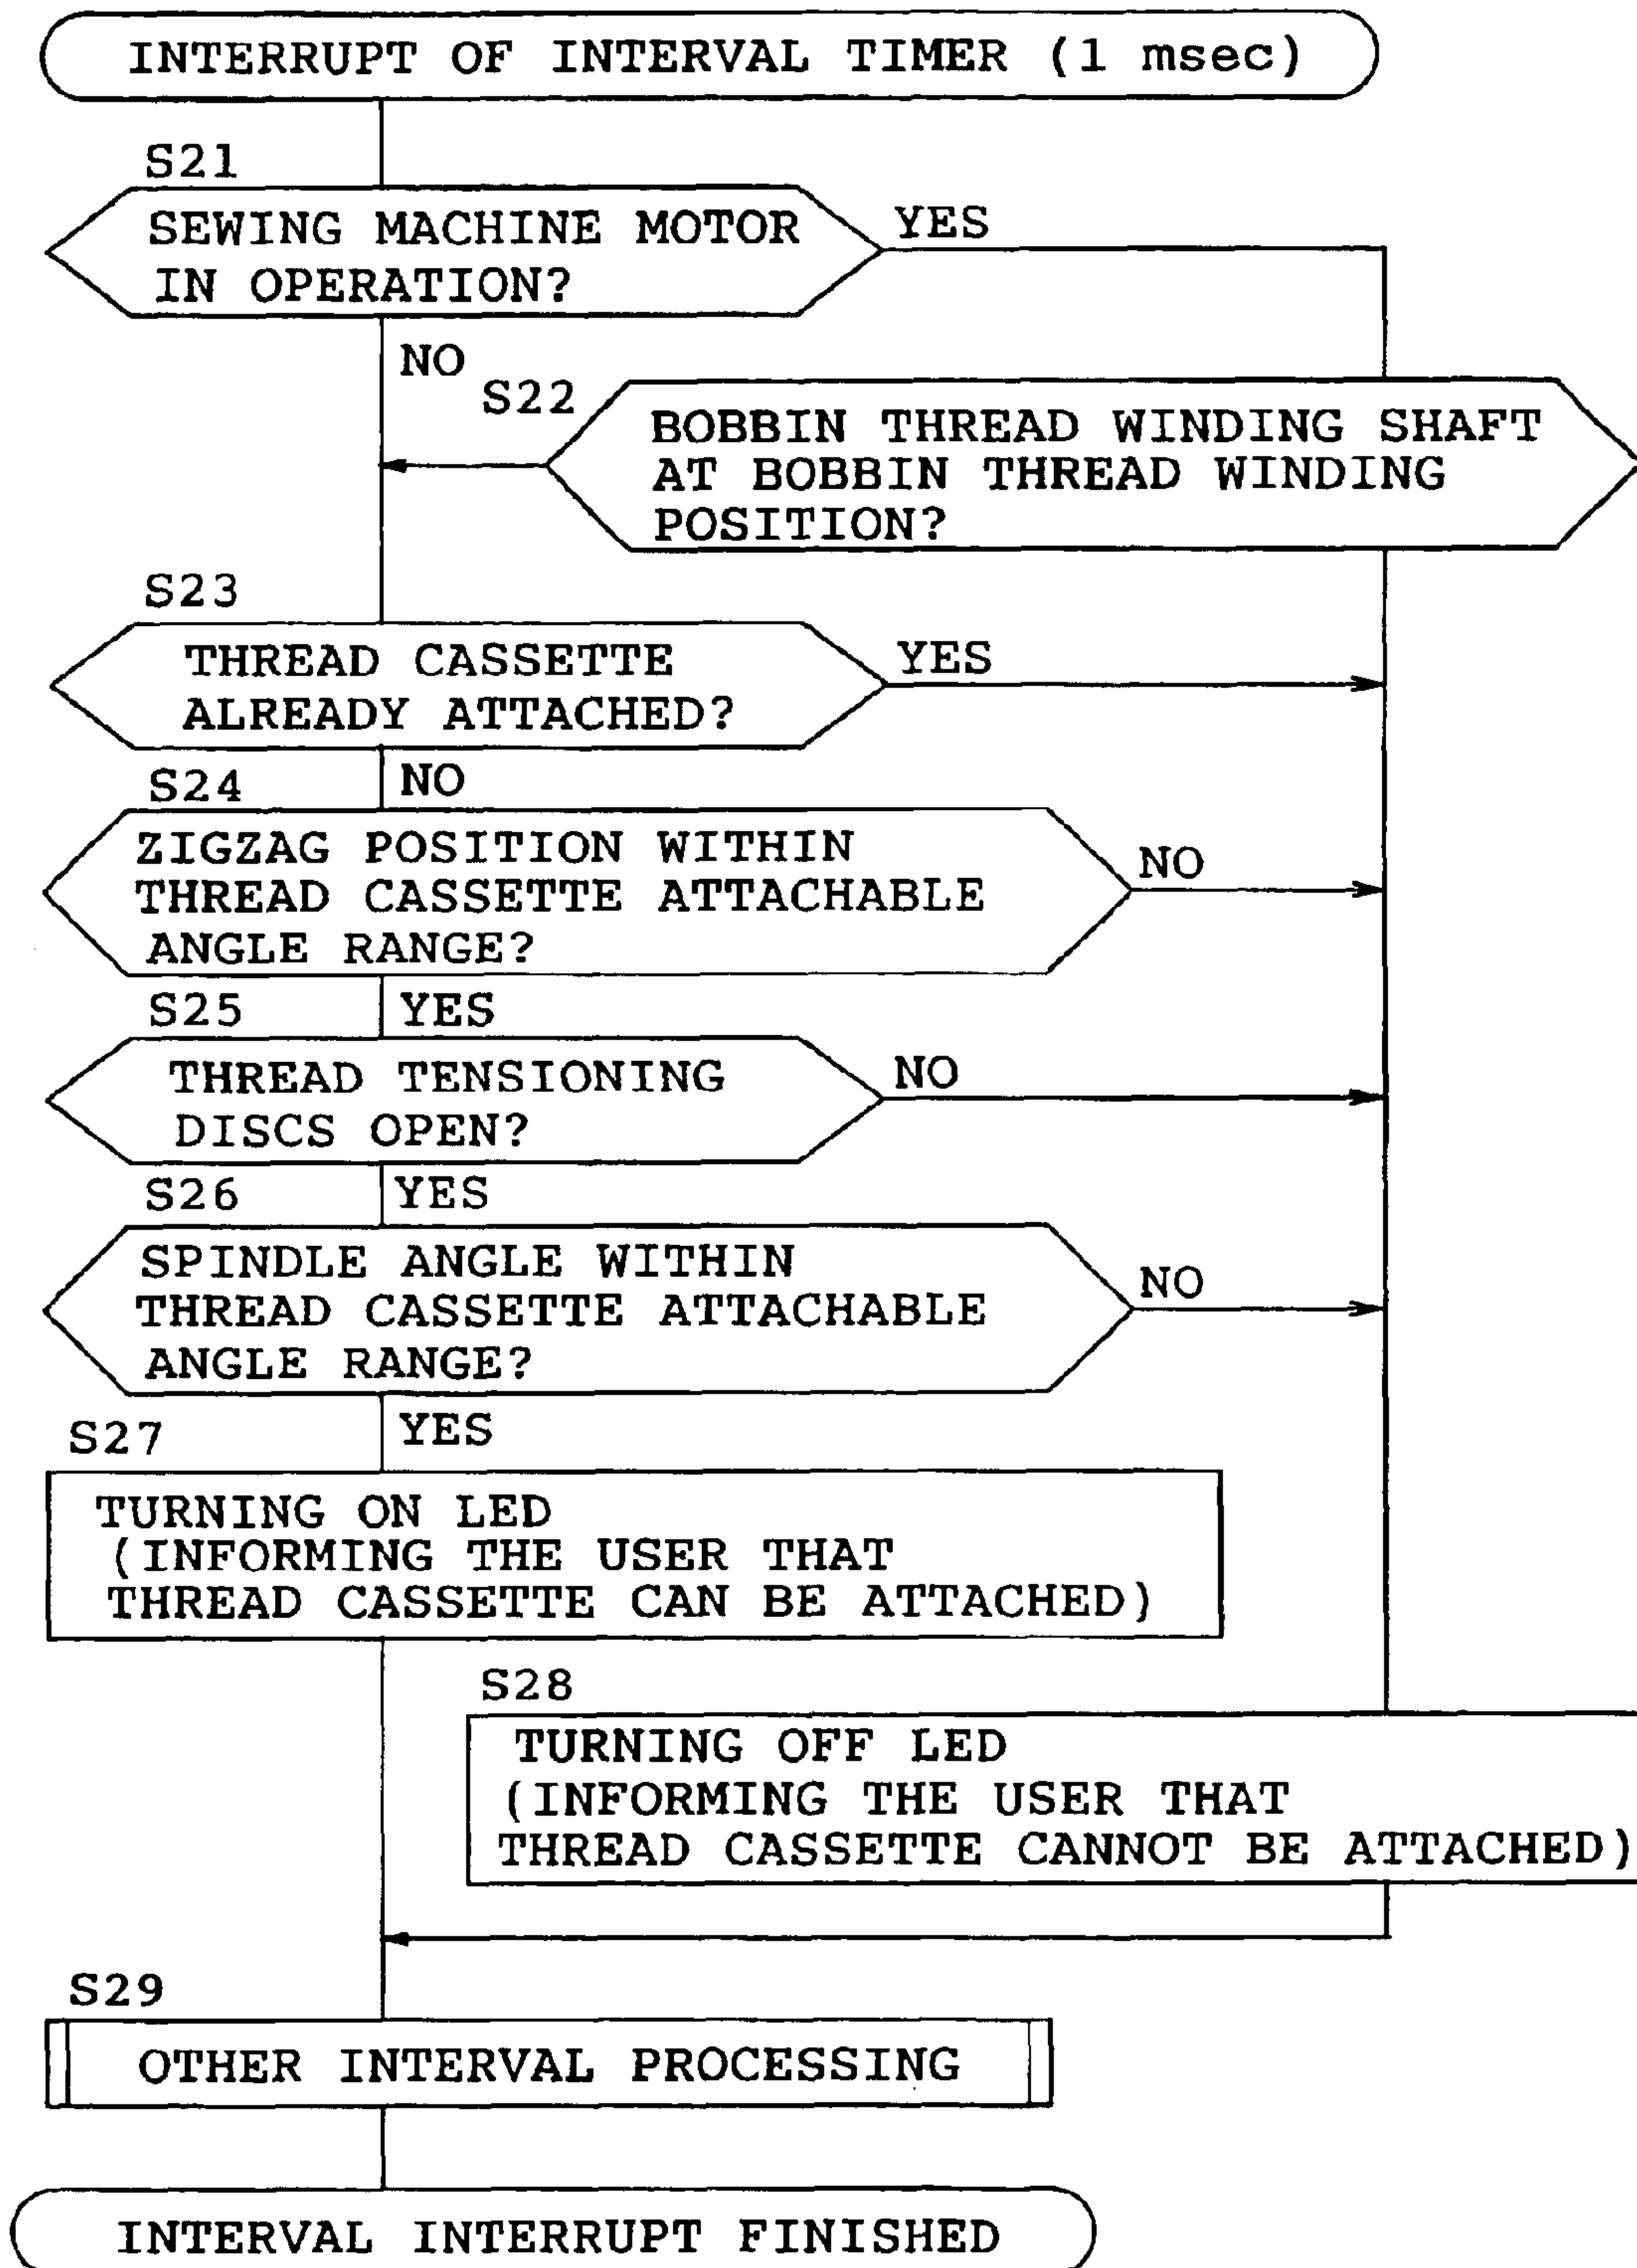 INTERRUPT OF INTERVAL TIMER (1 msec)
S21
SEWING MACHINE MOTOR
IN OPERATION?
YES
NO
S22
BOBBIN THREAD WINDING SHAFT
AT BOBBIN THREAD WINDING
POSITION?
S23
THREAD CASSETTE
ALREADY ATTACHED?
YES
NO
S24
ZIGZAG POSITION WITHIN
THREAD CASSETTE ATTACHABLE
ANGLE RANGE?
NO
YES
S25
THREAD TENSIONING
DISCS OPEN?
NO
YES
S26
SPINDLE ANGLE WITHIN
THREAD CASSETTE ATTACHABLE
ANGLE RANGE?
NO
YES
S27
TURNING ON LED
(INFORMING THE USER THAT
THREAD CASSETTE CAN BE ATTACHED)
S28
TURNING OFF LED
(INFORMING THE USER THAT
THREAD CASSETTE CANNOT BE ATTACHED)
S29
OTHER INTERVAL PROCESSING
INTERVAL INTERRUPT FINISHED